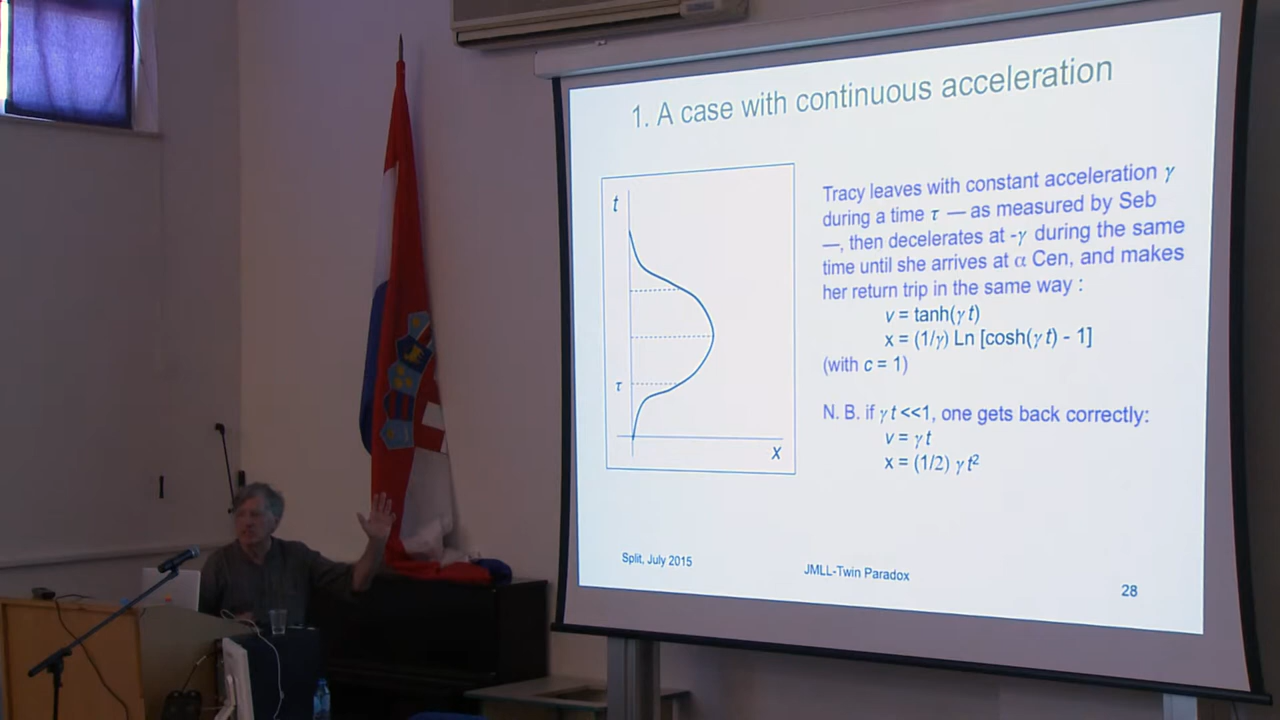 1. A case with continuous acceleration
t
τ
x
Tracy leaves with constant acceleration γ
during a time τ — as measured by Seb
—, then decelerates at -γ during the same
time until she arrives at α Cen, and makes
her return trip in the same way :
v = tanh(γ t)
x = (1/γ) Ln [cosh(γ t) - 1]
(with c = 1)
N. B. if γ t <<1, one gets back correctly:
v = γ t
x = (1/2) γ t²
Split, July 2015
JMLL-Twin Paradox
28